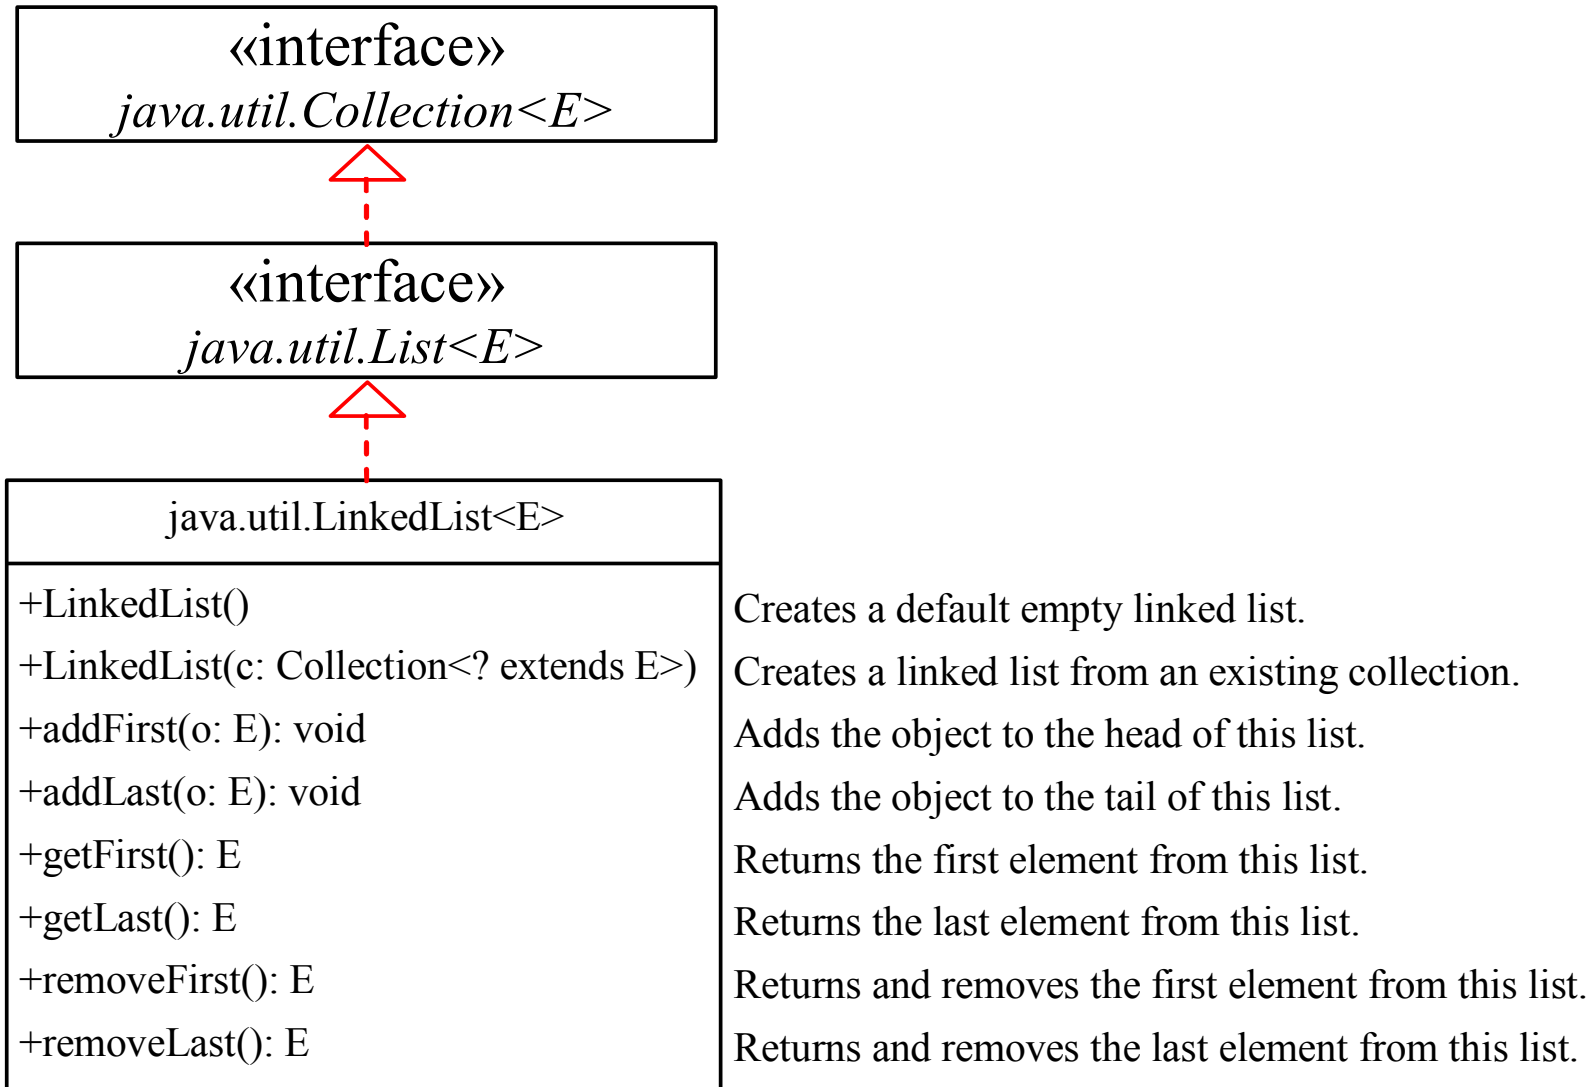 «interface»
java.util.Collection<E>
«interface»
java.util.List<E>
java.util.LinkedList<E>
+LinkedList() Creates a default empty linked list.
+LinkedList(c: Collection<? extends E>) Creates a linked list from an existing collection.
+addFirst(o: E): void Adds the object to the head of this list.
+addLast(o: E): void Adds the object to the tail of this list.
+getFirst(): E Returns the first element from this list.
+getLast(): E Returns the last element from this list.
+removeFirst(): E Returns and removes the first element from this list.
+removeLast(): E Returns and removes the last element from this list.